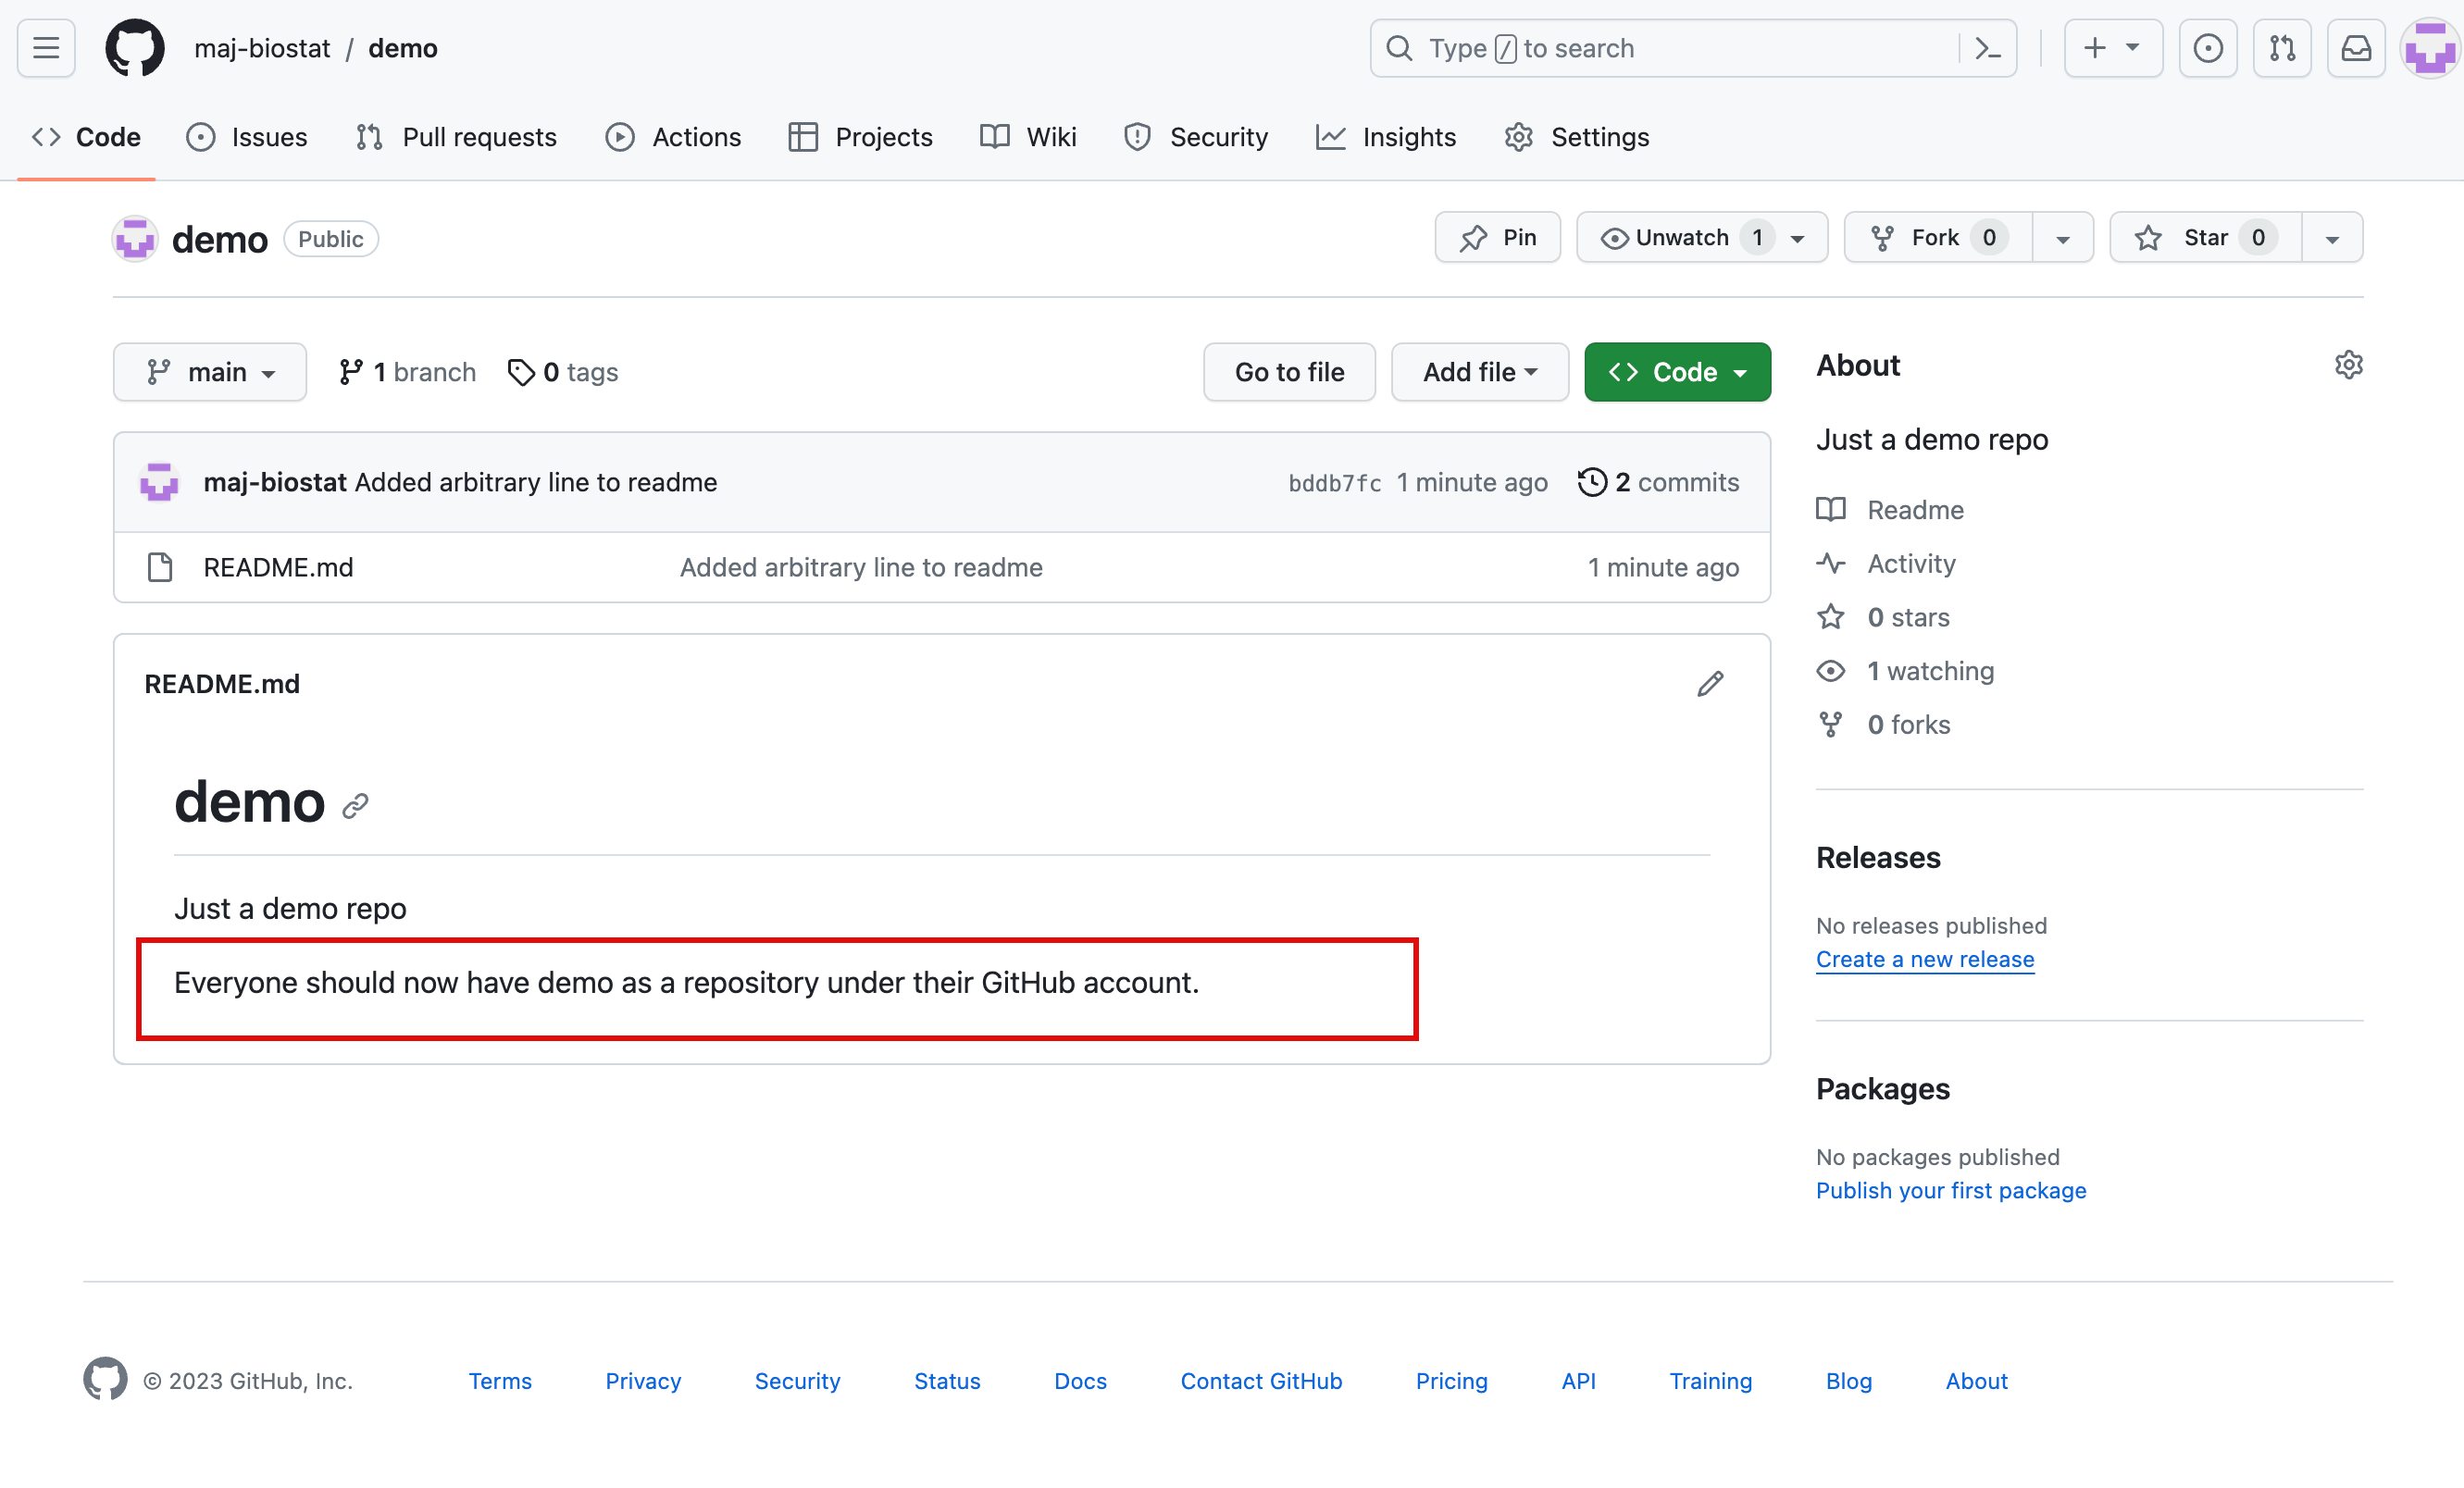 maj-biostat / demo
Type / to search
Code Issues Pull requests Actions Projects Wiki Security Insights Settings
demo Public
Pin Unwatch 1 Fork 0 Star 0
main 1 branch 0 tags Go to file Add file Code
maj-biostat Added arbitrary line to readme bddb7fc 1 minute ago 2 commits
README.md Added arbitrary line to readme 1 minute ago
README.md
demo
Just a demo repo
Everyone should now have demo as a repository under their GitHub account.
About
Just a demo repo
Readme
Activity
0 stars
1 watching
0 forks
Releases
No releases published
Create a new release
Packages
No packages published
Publish your first package
© 2023 GitHub, Inc. Terms Privacy Security Status Docs Contact GitHub Pricing API Training Blog About